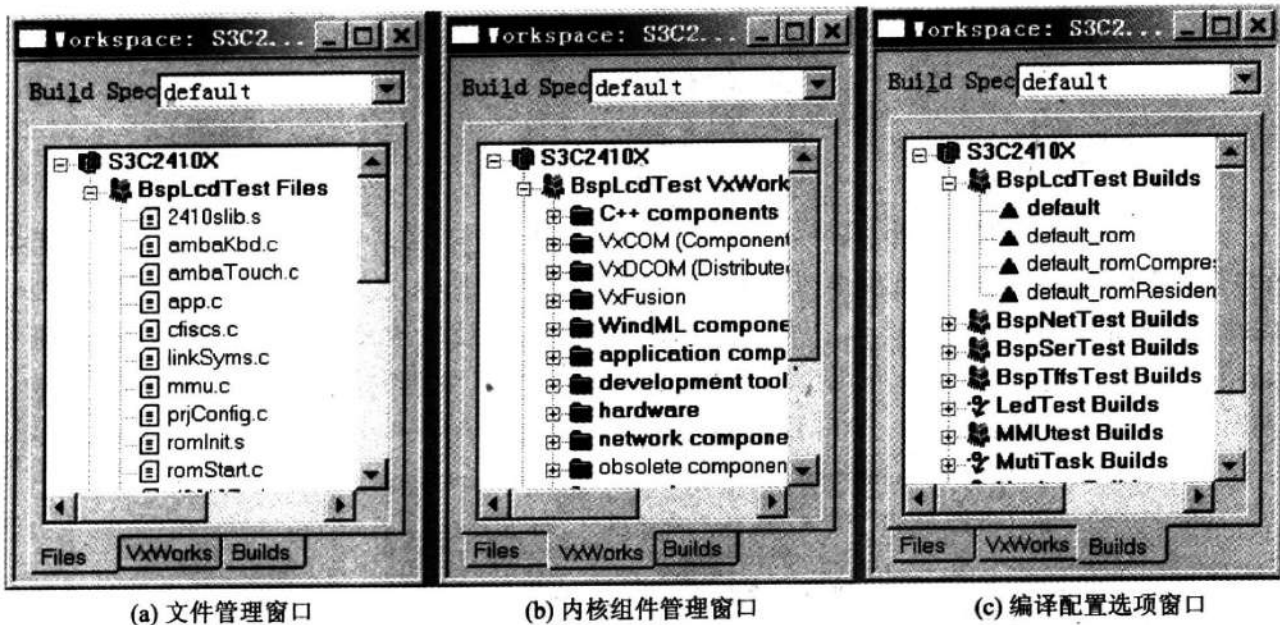 Workspace: S3C2...
Build Spec default
S3C2410X
BspLcdTest Files
2410slib.s
ambaKbd.c
ambaTouch.c
app.c
cfiscs.c
linkSyms.c
mmu.c
prjConfig.c
romInit.s
romStart.c
Files VxWorks Builds
(a) 文件管理窗口
Workspace: S3C2...
Build Spec default
S3C2410X
BspLcdTest VxWork
C++ components
VxCOM (Component
VxDCOM (Distribute
VxFusion
WindML compone
application comp
development tool
hardware
network compone
obsolete componen
Files VxWorks Builds
(b) 内核组件管理窗口
Workspace: S3C2...
Build Spec default
S3C2410X
BspLcdTest Builds
default
default_rom
default_romCompre
default_romResiden
BspNetTest Builds
BspSerTest Builds
BspTffsTest Builds
LedTest Builds
MMUtest Builds
MutiTask Builds
Files VxWorks Builds
(c) 编译配置选项窗口